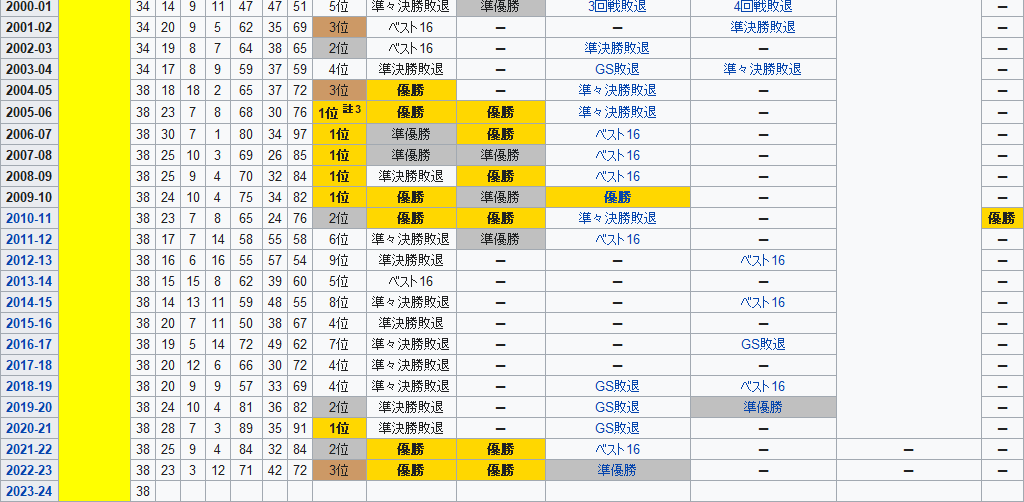 2000-01 34 14 9 11 47 47 51 5位 準々決勝敗退 準優勝 3回戦敗退 4回戦敗退 –
2001-02 34 20 9 5 62 35 69 3位 ベスト16 – – 準決勝敗退 –
2002-03 34 19 8 7 64 38 65 2位 ベスト16 – 準決勝敗退 – –
2003-04 34 17 8 9 59 37 59 4位 準決勝敗退 – GS敗退 準々決勝敗退 –
2004-05 38 18 18 2 65 37 72 3位 優勝 – 準々決勝敗退 – –
2005-06 38 23 7 8 68 30 76 1位 註3 優勝 優勝 準々決勝敗退 – –
2006-07 38 30 7 1 80 34 97 1位 準優勝 優勝 ベスト16 – –
2007-08 38 25 10 3 69 26 85 1位 準優勝 準優勝 ベスト16 – –
2008-09 38 25 9 4 70 32 84 1位 準決勝敗退 優勝 ベスト16 – –
2009-10 38 24 10 4 75 34 82 1位 優勝 準優勝 優勝 – –
2010-11 38 23 7 8 65 24 76 2位 優勝 優勝 準々決勝敗退 – 優勝
2011-12 38 17 7 14 58 55 58 6位 準々決勝敗退 準優勝 ベスト16 – –
2012-13 38 16 6 16 55 57 54 9位 準決勝敗退 – – ベスト16 –
2013-14 38 15 15 8 62 39 60 5位 ベスト16 – – – –
2014-15 38 14 13 11 59 48 55 8位 準々決勝敗退 – – ベスト16 –
2015-16 38 20 7 11 50 38 67 4位 準決勝敗退 – – – –
2016-17 38 19 5 14 72 49 62 7位 準々決勝敗退 – – GS敗退 –
2017-18 38 20 12 6 66 30 72 4位 準々決勝敗退 – – – –
2018-19 38 20 9 9 57 33 69 4位 準々決勝敗退 – GS敗退 ベスト16 –
2019-20 38 24 10 4 81 36 82 2位 準決勝敗退 – GS敗退 準優勝 –
2020-21 38 28 7 3 89 35 91 1位 準決勝敗退 – GS敗退 – –
2021-22 38 25 9 4 84 32 84 2位 優勝 優勝 ベスト16 – – –
2022-23 38 23 3 12 71 42 72 3位 優勝 優勝 準優勝 – – –
2023-24 38